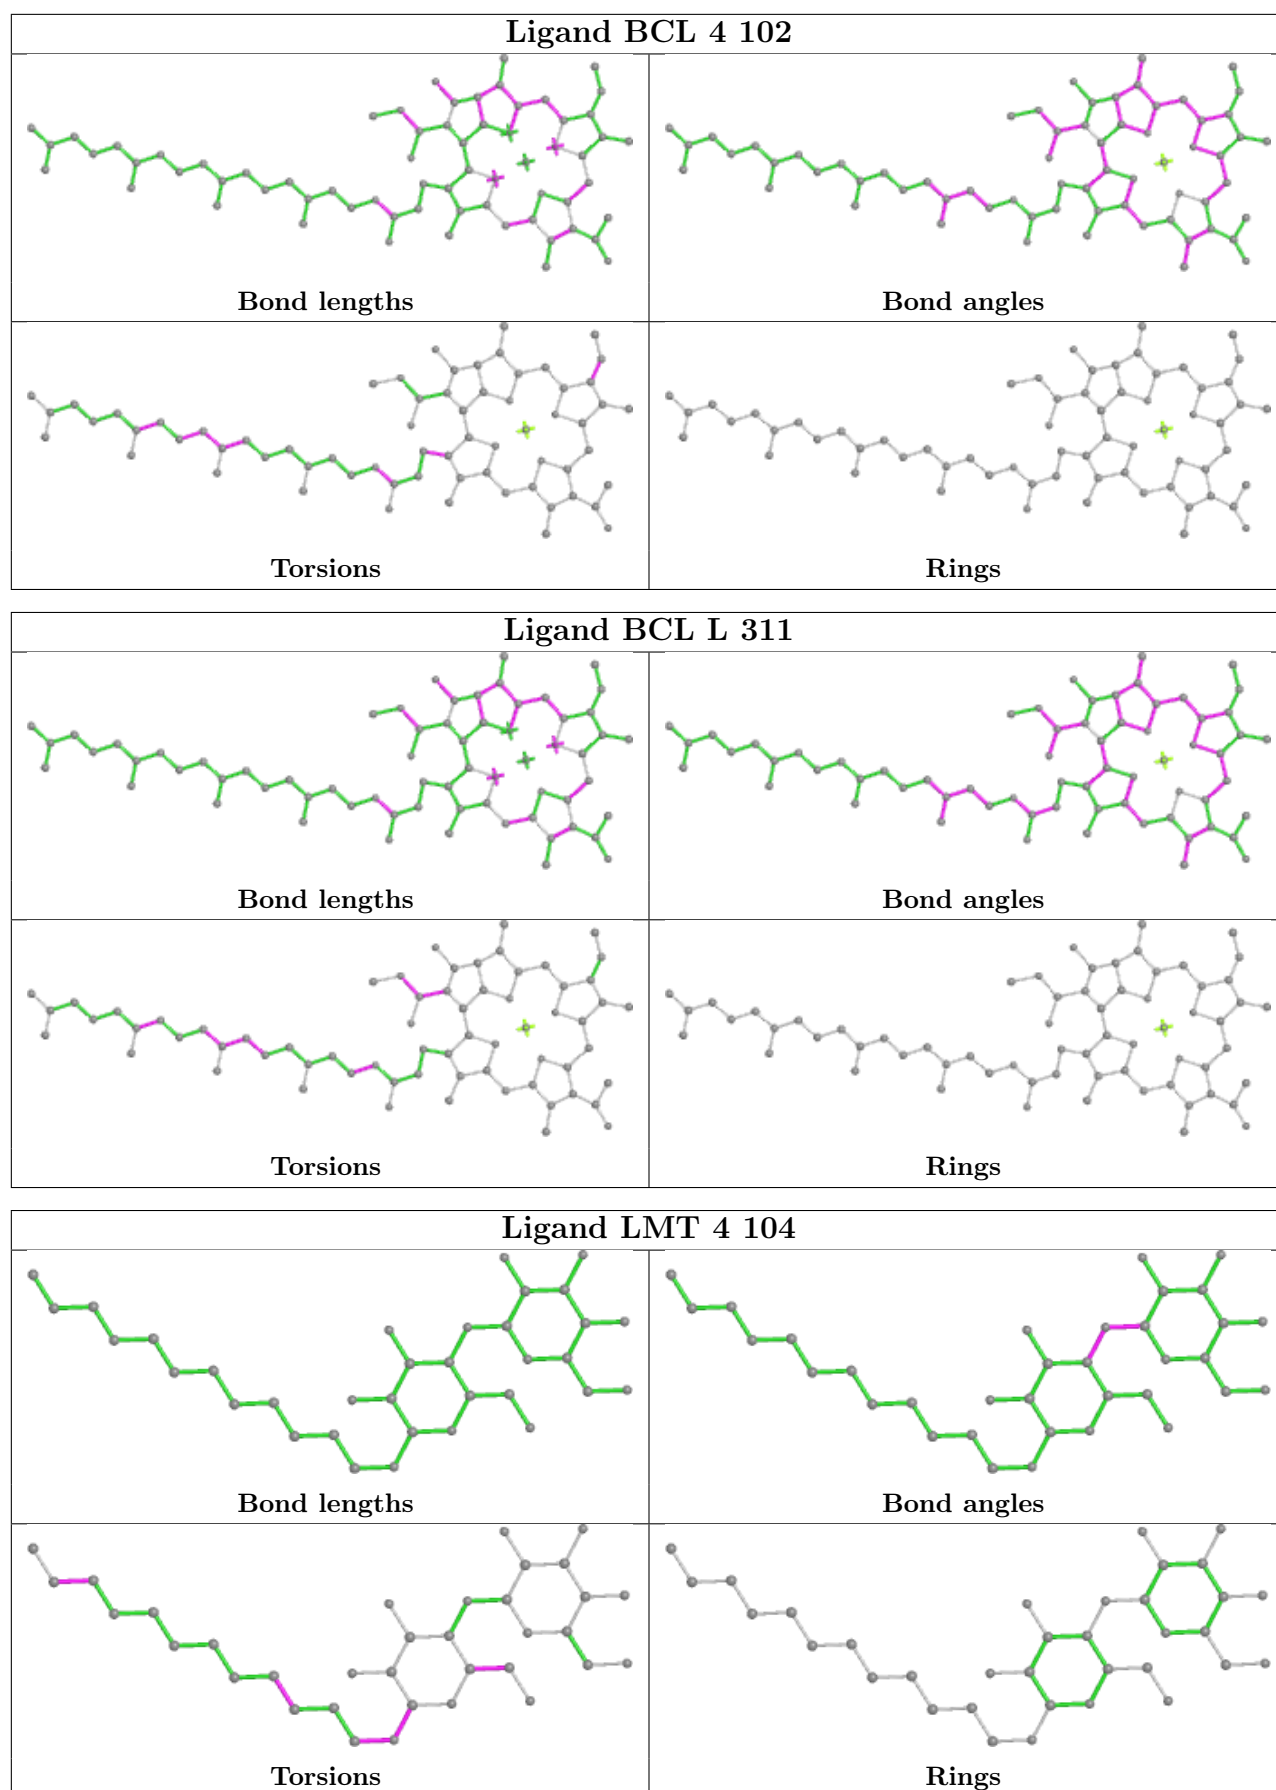 Ligand BCL 4 102
Bond lengths
Bond angles
Torsions
Rings
Ligand BCL L 311
Bond lengths
Bond angles
Torsions
Rings
Ligand LMT 4 104
Bond lengths
Bond angles
Torsions
Rings